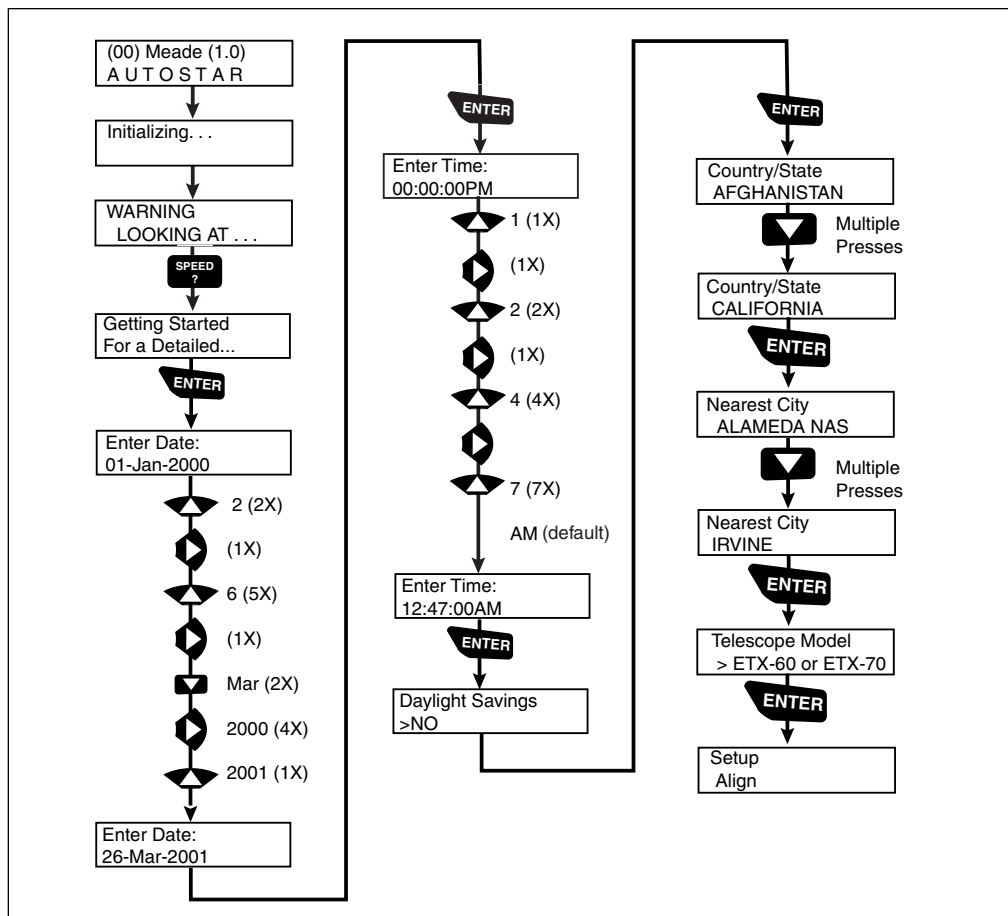 (00) Meade (1.0)
A U T O S T A R
Initializing. . .
WARNING
LOOKING AT . . .
SPEED
?
Getting Started
For a Detailed...
ENTER
Enter Date:
01-Jan-2000
2 (2X)
(1X)
6 (5X)
(1X)
Mar (2X)
2000 (4X)
2001 (1X)
Enter Date:
26-Mar-2001
ENTER
Enter Time:
00:00:00PM
1 (1X)
(1X)
2 (2X)
(1X)
4 (4X)
7 (7X)
AM (default)
Enter Time:
12:47:00AM
ENTER
Daylight Savings
>NO
ENTER
Country/State
AFGHANISTAN
Multiple
Presses
Country/State
CALIFORNIA
ENTER
Nearest City
ALAMEDA NAS
Multiple
Presses
Nearest City
IRVINE
ENTER
Telescope Model
> ETX-60 or ETX-70
ENTER
Setup
Align